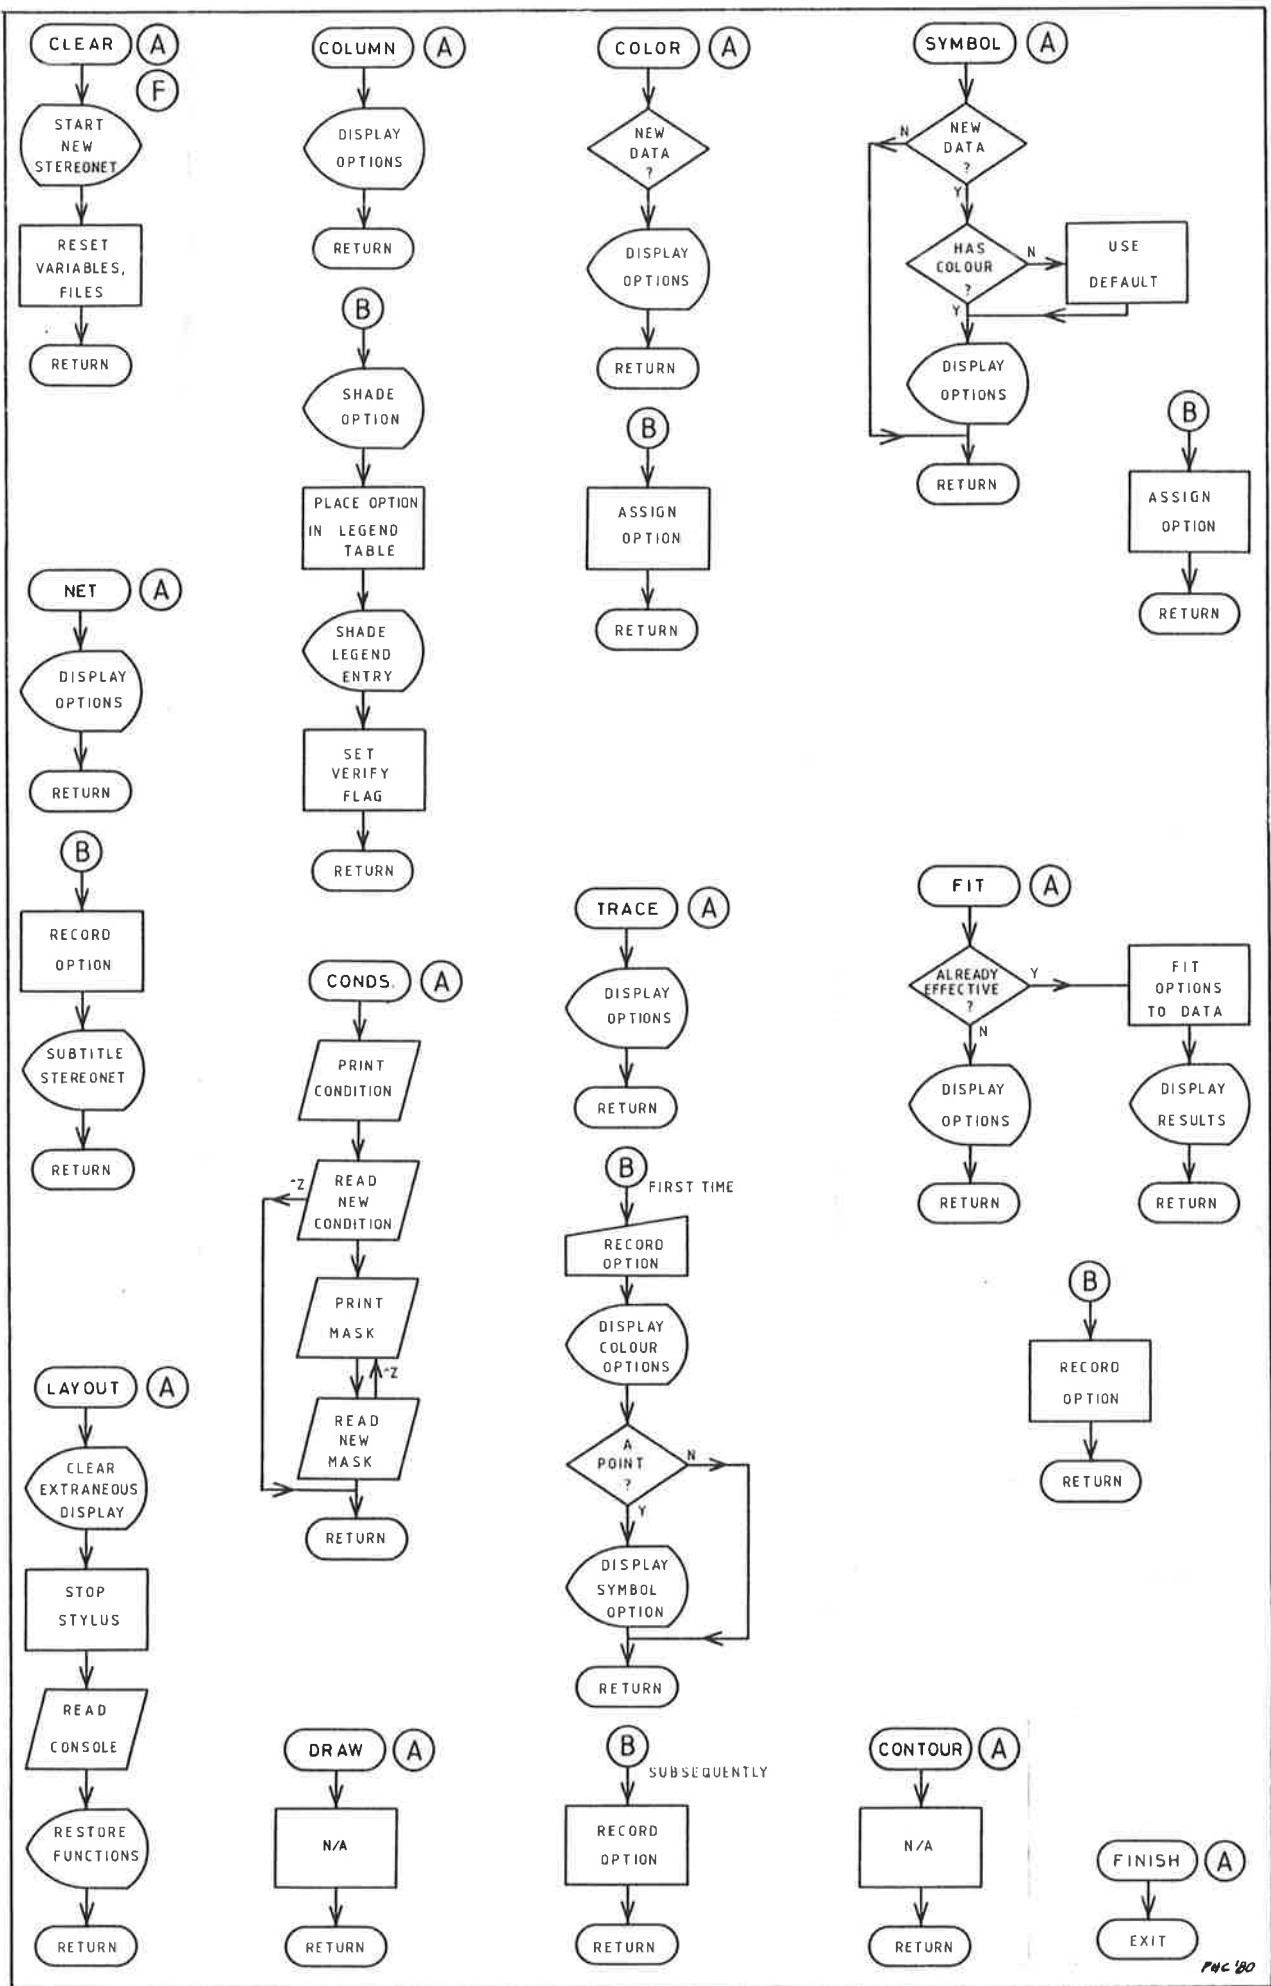 CLEAR
A
F
START
NEW
STEREONET
RESET
VARIABLES,
FILES
RETURN
COLUMN
A
DISPLAY
OPTIONS
RETURN
B
SHADE
OPTION
PLACE OPTION
IN LEGEND
TABLE
SHADE
LEGEND
ENTRY
SET
VERIFY
FLAG
RETURN
COLOR
A
NEW
DATA
?
DISPLAY
OPTIONS
RETURN
B
ASSIGN
OPTION
RETURN
SYMBOL
A
NEW
DATA
?
N
Y
HAS
COLOUR
?
N
Y
USE
DEFAULT
DISPLAY
OPTIONS
RETURN
B
ASSIGN
OPTION
RETURN
NET
A
DISPLAY
OPTIONS
RETURN
B
RECORD
OPTION
SUBTITLE
STEREONET
RETURN
CONDS.
A
PRINT
CONDITION
READ
NEW
CONDITION
^Z
PRINT
MASK
^Z
READ
NEW
MASK
RETURN
TRACE
A
DISPLAY
OPTIONS
RETURN
B
FIRST TIME
RECORD
OPTION
DISPLAY
COLOUR
OPTIONS
A
POINT
?
N
Y
DISPLAY
SYMBOL
OPTION
RETURN
B
SUBSEQUENTLY
RECORD
OPTION
RETURN
FIT
A
ALREADY
EFFECTIVE
?
Y
N
FIT
OPTIONS
TO DATA
DISPLAY
OPTIONS
RETURN
DISPLAY
RESULTS
RETURN
B
RECORD
OPTION
RETURN
LAYOUT
A
CLEAR
EXTRANEOUS
DISPLAY
STOP
STYLUS
READ
CONSOLE
RESTORE
FUNCTIONS
RETURN
DRAW
A
N/A
RETURN
CONTOUR
A
N/A
RETURN
FINISH
A
EXIT
PHC '80